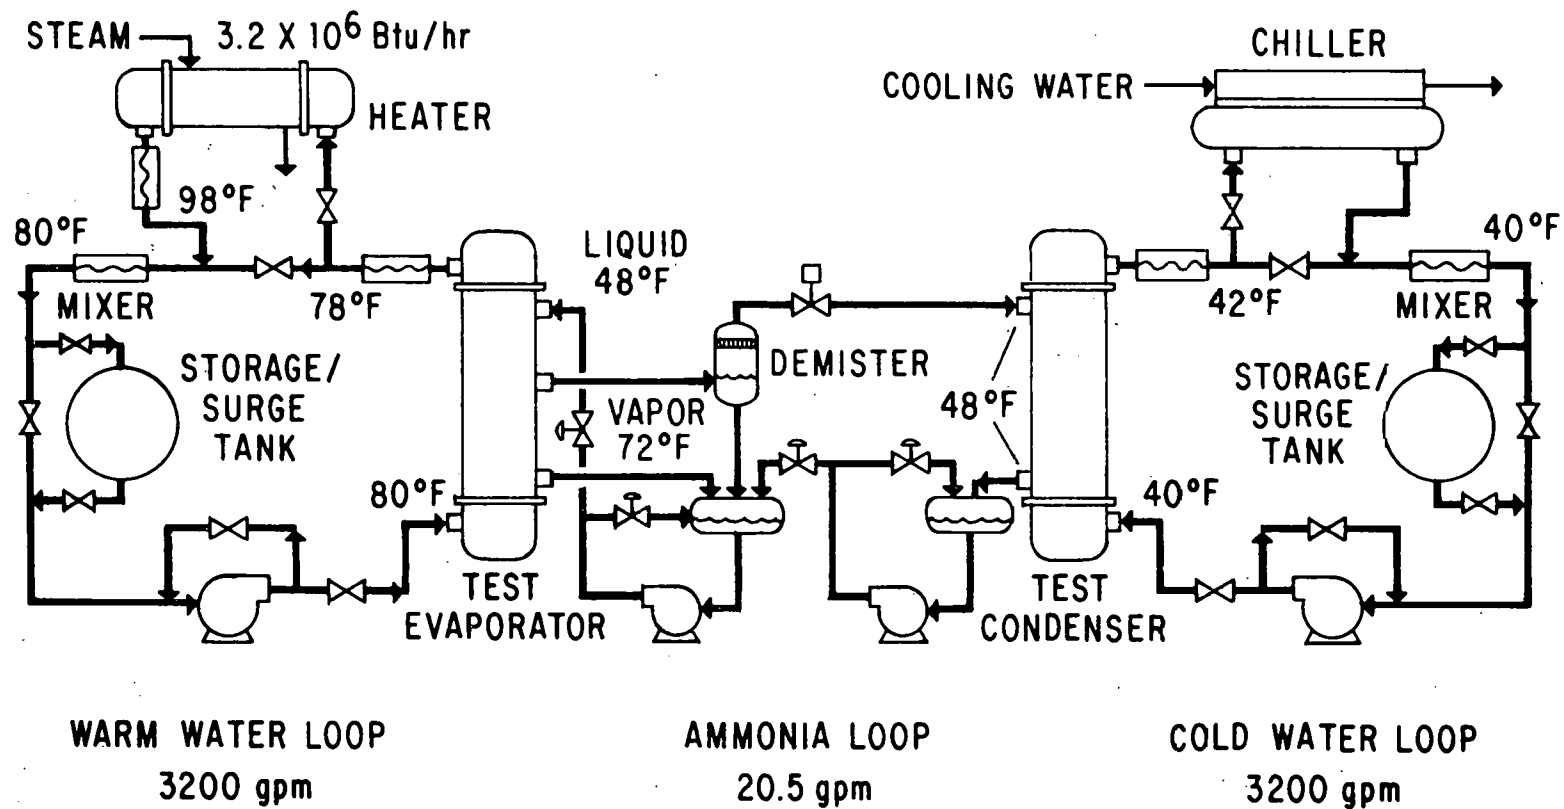 STEAM
3.2 X 10⁶ Btu/hr
HEATER
CHILLER
COOLING WATER
98°F
80°F
MIXER
78°F
LIQUID
48°F
42°F
40°F
MIXER
STORAGE/
SURGE
TANK
VAPOR
72°F
DEMISTER
48°F
STORAGE/
SURGE
TANK
80°F
40°F
TEST
EVAPORATOR
TEST
CONDENSER
WARM WATER LOOP
3200 gpm
AMMONIA LOOP
20.5 gpm
COLD WATER LOOP
3200 gpm